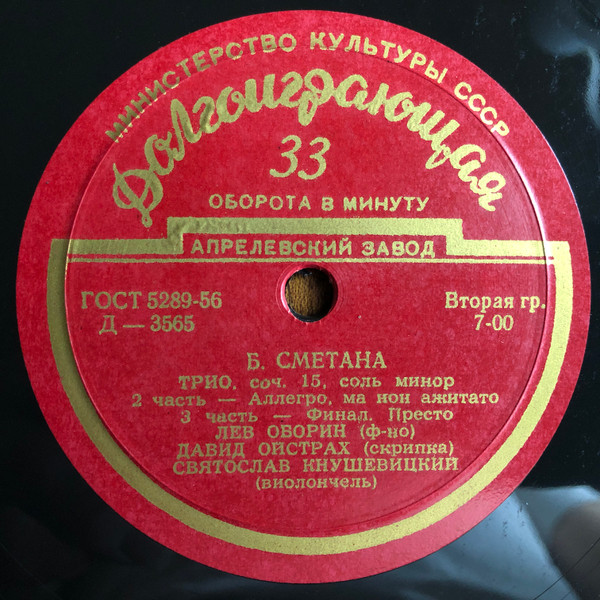 МИНИСТЕРСТВО КУЛЬТУРЫ СССР
Долгоиграющая
33
ОБОРОТА В МИНУТУ
АПРЕЛЕВСКИЙ ЗАВОД
ГОСТ 5289-56
Д — 3565
Вторая гр.
7-00
Б. СМЕТАНА
ТРИО, соч. 15, соль минор
2 часть — Аллегро, ма нон ажитато
3 часть — Финал. Престо
ЛЕВ ОБОРИН (ф-но)
ДАВИД ОЙСТРАХ (скрипка)
СВЯТОСЛАВ КНУШЕВИЦКИЙ
(виолончель)